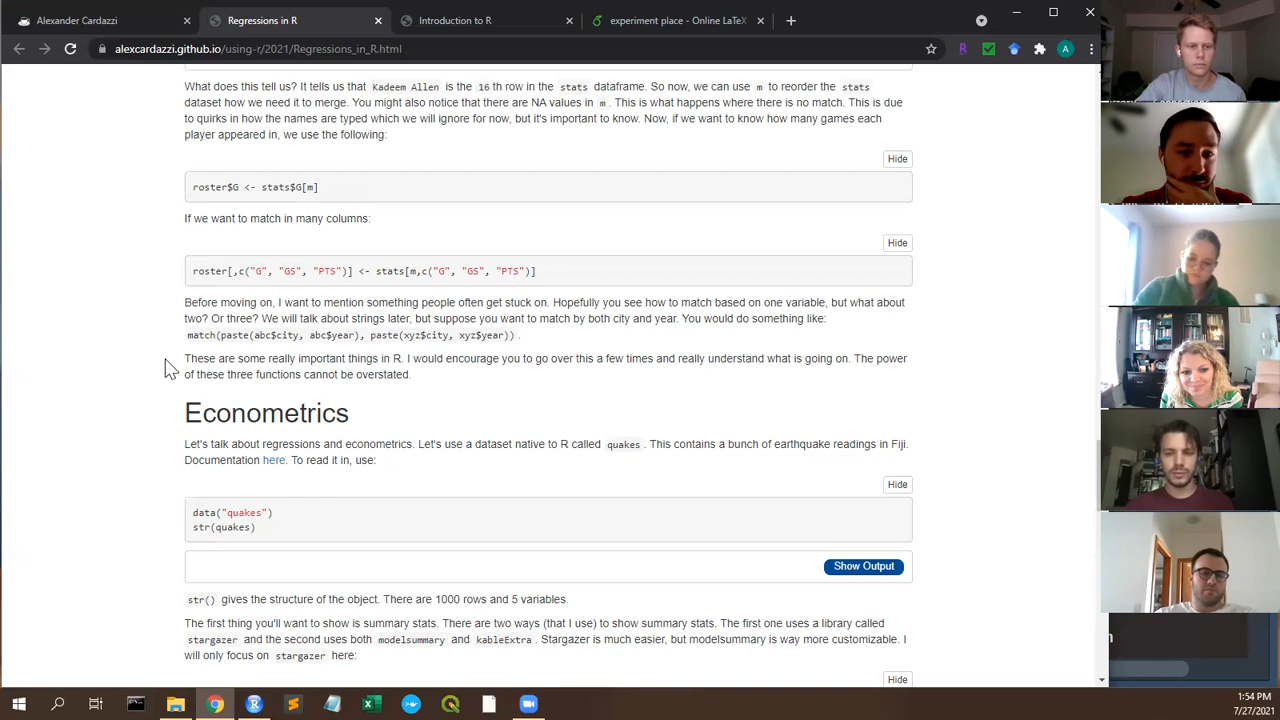 Alexander Cardazzi
Regressions in R
Introduction to R
experiment place - Online LaTeX
alexcardazzi.github.io/using-r/2021/Regressions_in_R.html
R
A
What does this tell us? It tells us that Kadeem Allen is the 16 th row in the stats dataframe. So now, we can use m to reorder the stats
dataset how we need it to merge. You might also notice that there are NA values in m . This is what happens where there is no match. This is due
to quirks in how the names are typed which we will ignore for now, but it's important to know. Now, if we want to know how many games each
player appeared in, we use the following:
Hide
roster$G <- stats$G[m]
If we want to match in many columns:
Hide
roster[,c("G", "GS", "PTS")] <- stats[m,c("G", "GS", "PTS")]
Before moving on, I want to mention something people often get stuck on. Hopefully you see how to match based on one variable, but what about
two? Or three? We will talk about strings later, but suppose you want to match by both city and year. You would do something like:
match(paste(abc$city, abc$year), paste(xyz$city, xyz$year)) .
These are some really important things in R. I would encourage you to go over this a few times and really understand what is going on. The power
of these three functions cannot be overstated.
Econometrics
Let's talk about regressions and econometrics. Let's use a dataset native to R called quakes . This contains a bunch of earthquake readings in Fiji.
Documentation here. To read it in, use:
Hide
data("quakes")
str(quakes)
Show Output
str() gives the structure of the object. There are 1000 rows and 5 variables.
The first thing you'll want to show is summary stats. There are two ways (that I use) to show summary stats. The first one uses a library called
stargazer and the second uses both modelsummary and kableExtra . Stargazer is much easier, but modelsummary is way more customizable. I
will only focus on stargazer here:
Hide
1:54 PM
7/27/2021